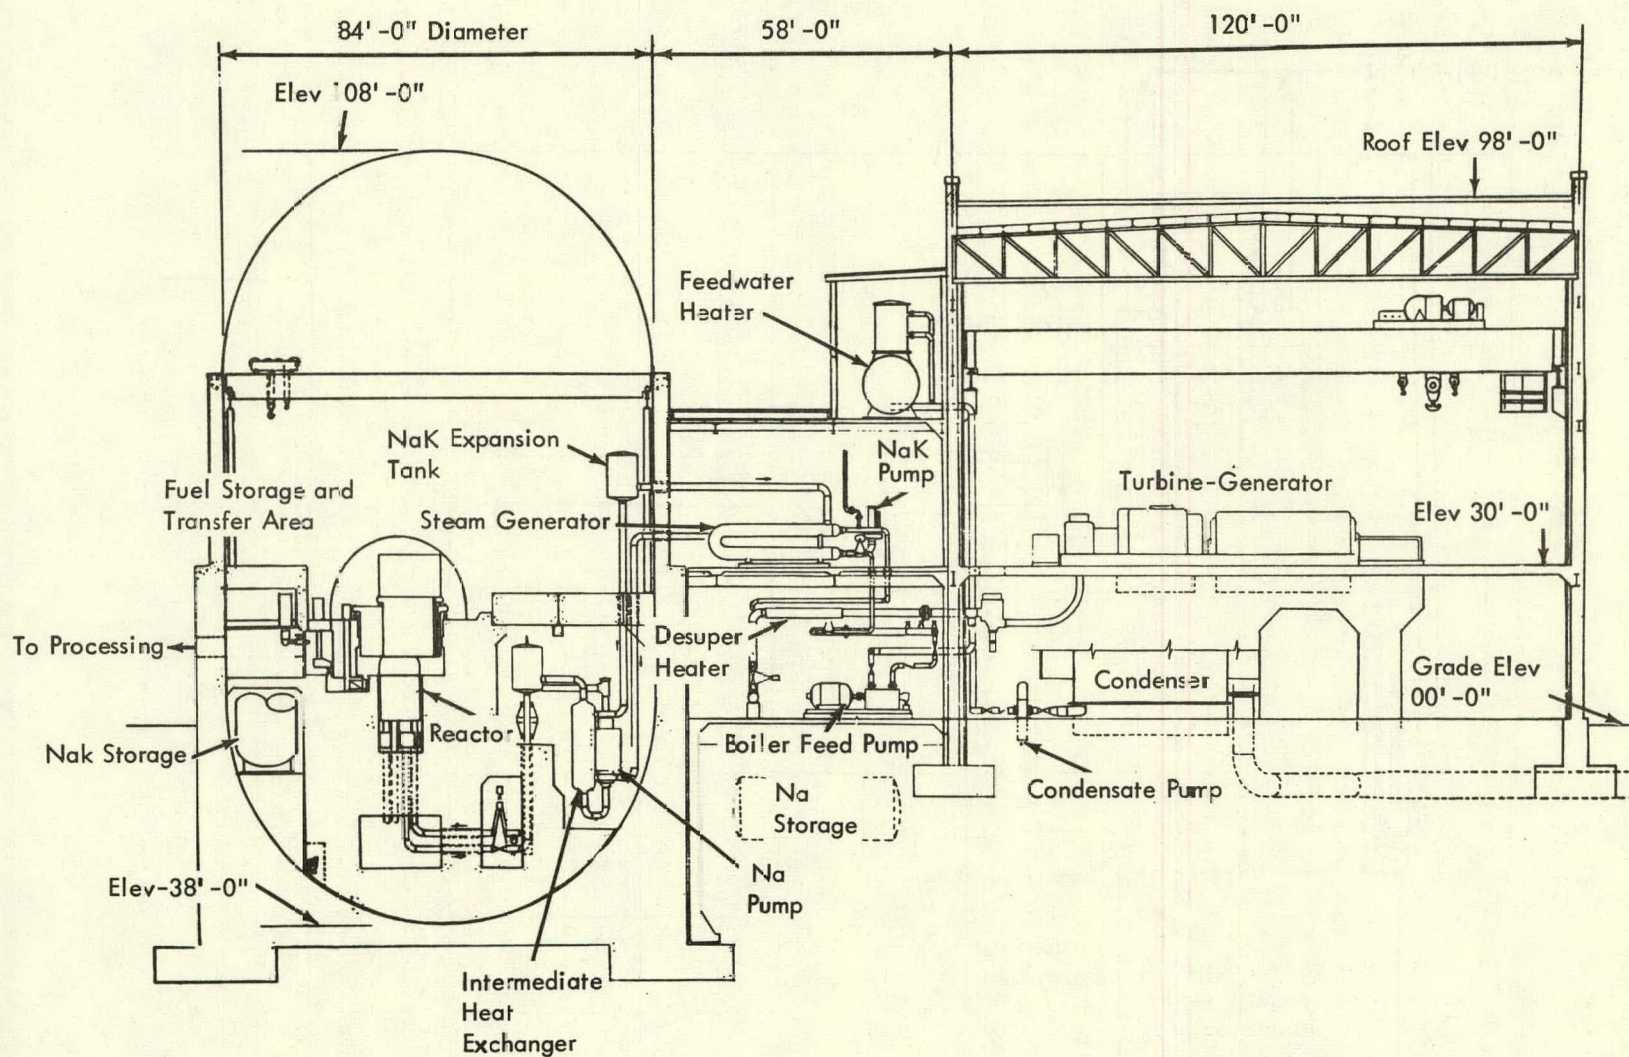 84'-0" Diameter
58'-0"
120'-0"
Elev 108'-0"
Roof Elev 98'-0"
Feedwater
Heater
NaK Expansion
Tank
NaK
Pump
Fuel Storage and
Transfer Area
Steam Generator
Turbine-Generator
Elev 30'-0"
To Processing
Desuper
Heater
Condenser
Grade Elev
00'-0"
Nak Storage
Reactor
Boiler Feed Pump
Na
Storage
Condensate Pump
Elev-38'-0"
Na
Pump
Intermediate
Heat
Exchanger